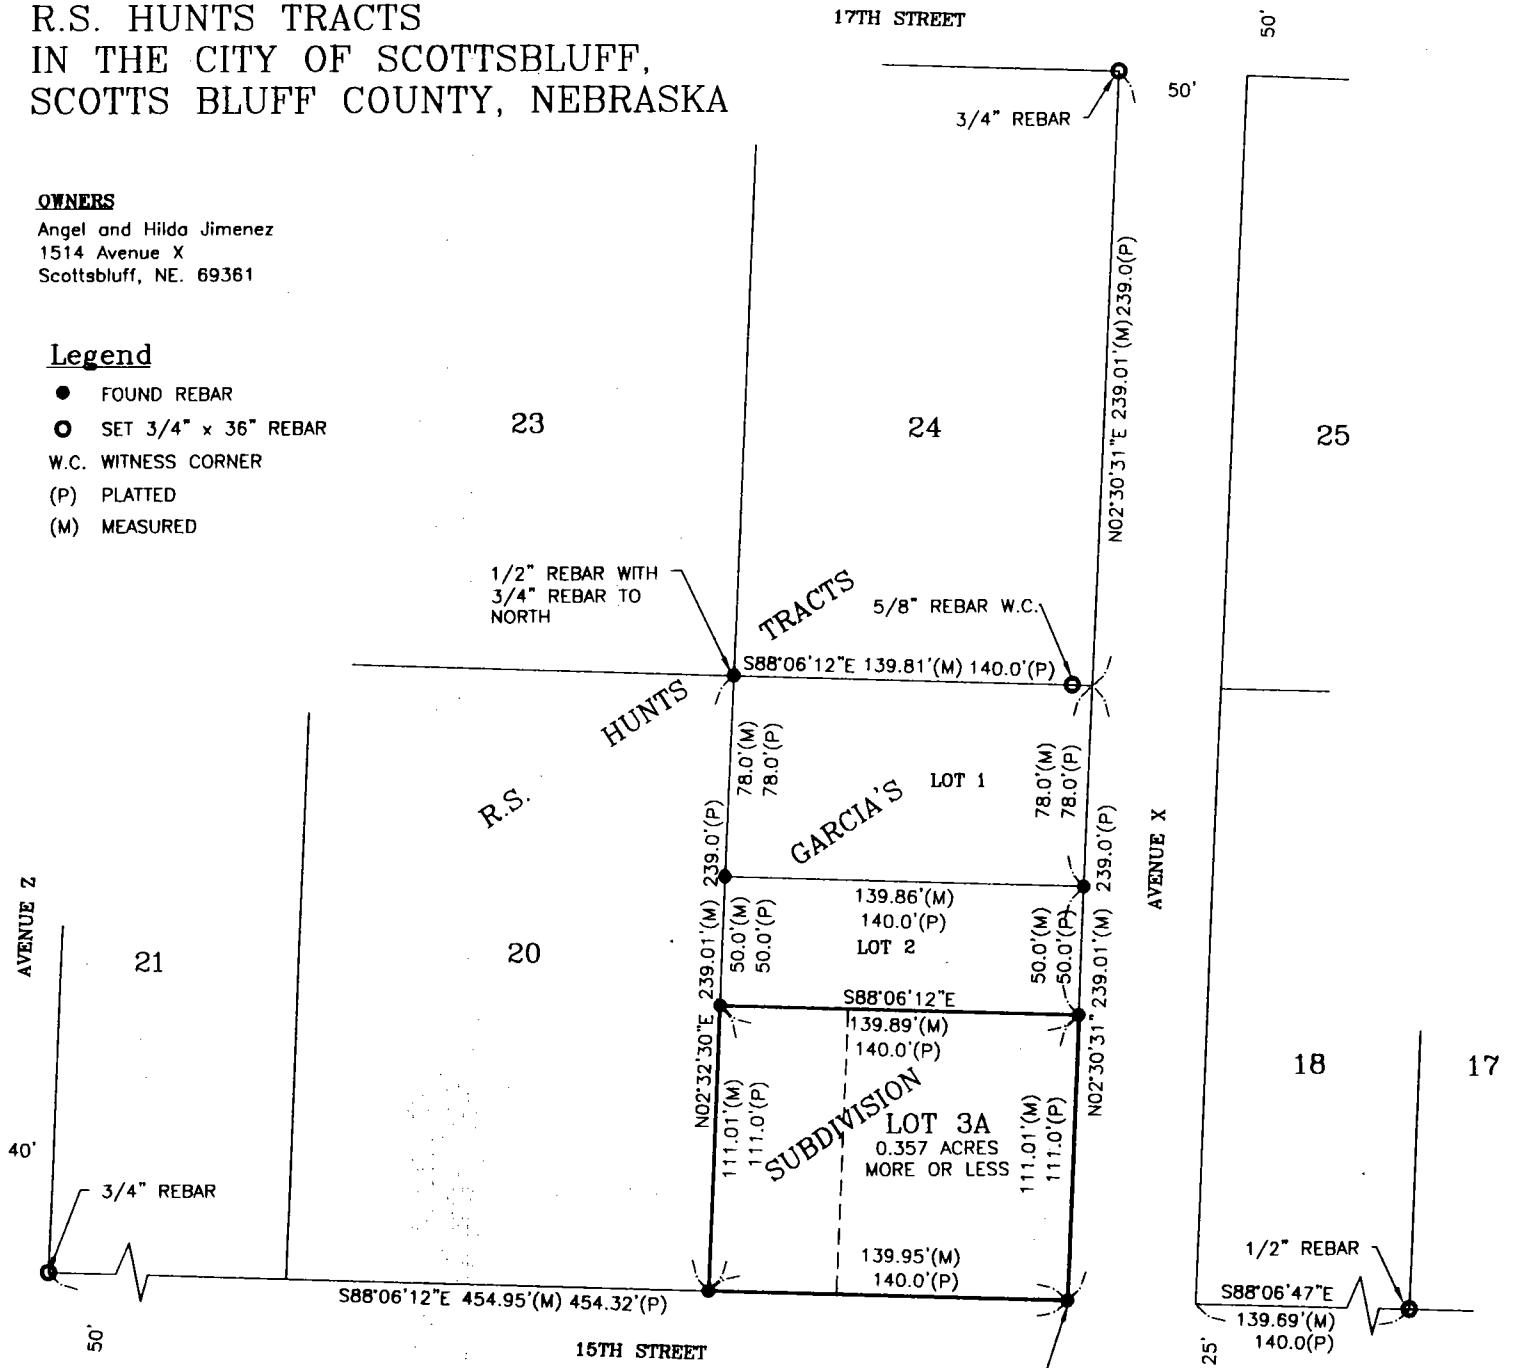 R.S. HUNTS TRACTS
IN THE CITY OF SCOTTSBLUFF,
SCOTTS BLUFF COUNTY, NEBRASKA
17TH STREET
50'
50'
3/4" REBAR
OWNERS
Angel and Hilda Jimenez
1514 Avenue X
Scottsbluff, NE. 69361
Legend
FOUND REBAR
SET 3/4" x 36" REBAR
W.C. WITNESS CORNER
(P) PLATTED
(M) MEASURED
N02°30'31"E 239.01'(M) 239.0(P)
23
24
25
1/2" REBAR WITH
3/4" REBAR TO
NORTH
5/8" REBAR W.C.
S88°06'12"E 139.81'(M) 140.0'(P)
R.S. HUNTS TRACTS
78.0'(M)
78.0'(P)
LOT 1
78.0'(M)
78.0'(P)
GARCIA'S
AVENUE X
139.86'(M)
140.0'(P)
LOT 2
50.0'(M)
50.0'(P)
50.0'(M)
50.0'(P)
N02°32'30"E 239.01'(M) 239.0'(P)
N02°30'31" 239.01'(M) 239.0'(P)
AVENUE Z
21
20
S88°06'12"E
139.89'(M)
140.0'(P)
18
17
111.01'(M)
111.0'(P)
SUBDIVISION
LOT 3A
0.357 ACRES
MORE OR LESS
111.01'(M)
111.0'(P)
40'
3/4" REBAR
139.95'(M)
140.0'(P)
1/2" REBAR
S88°06'12"E 454.95'(M) 454.32'(P)
S88°06'47"E
139.69'(M)
140.0(P)
50'
15TH STREET
25'